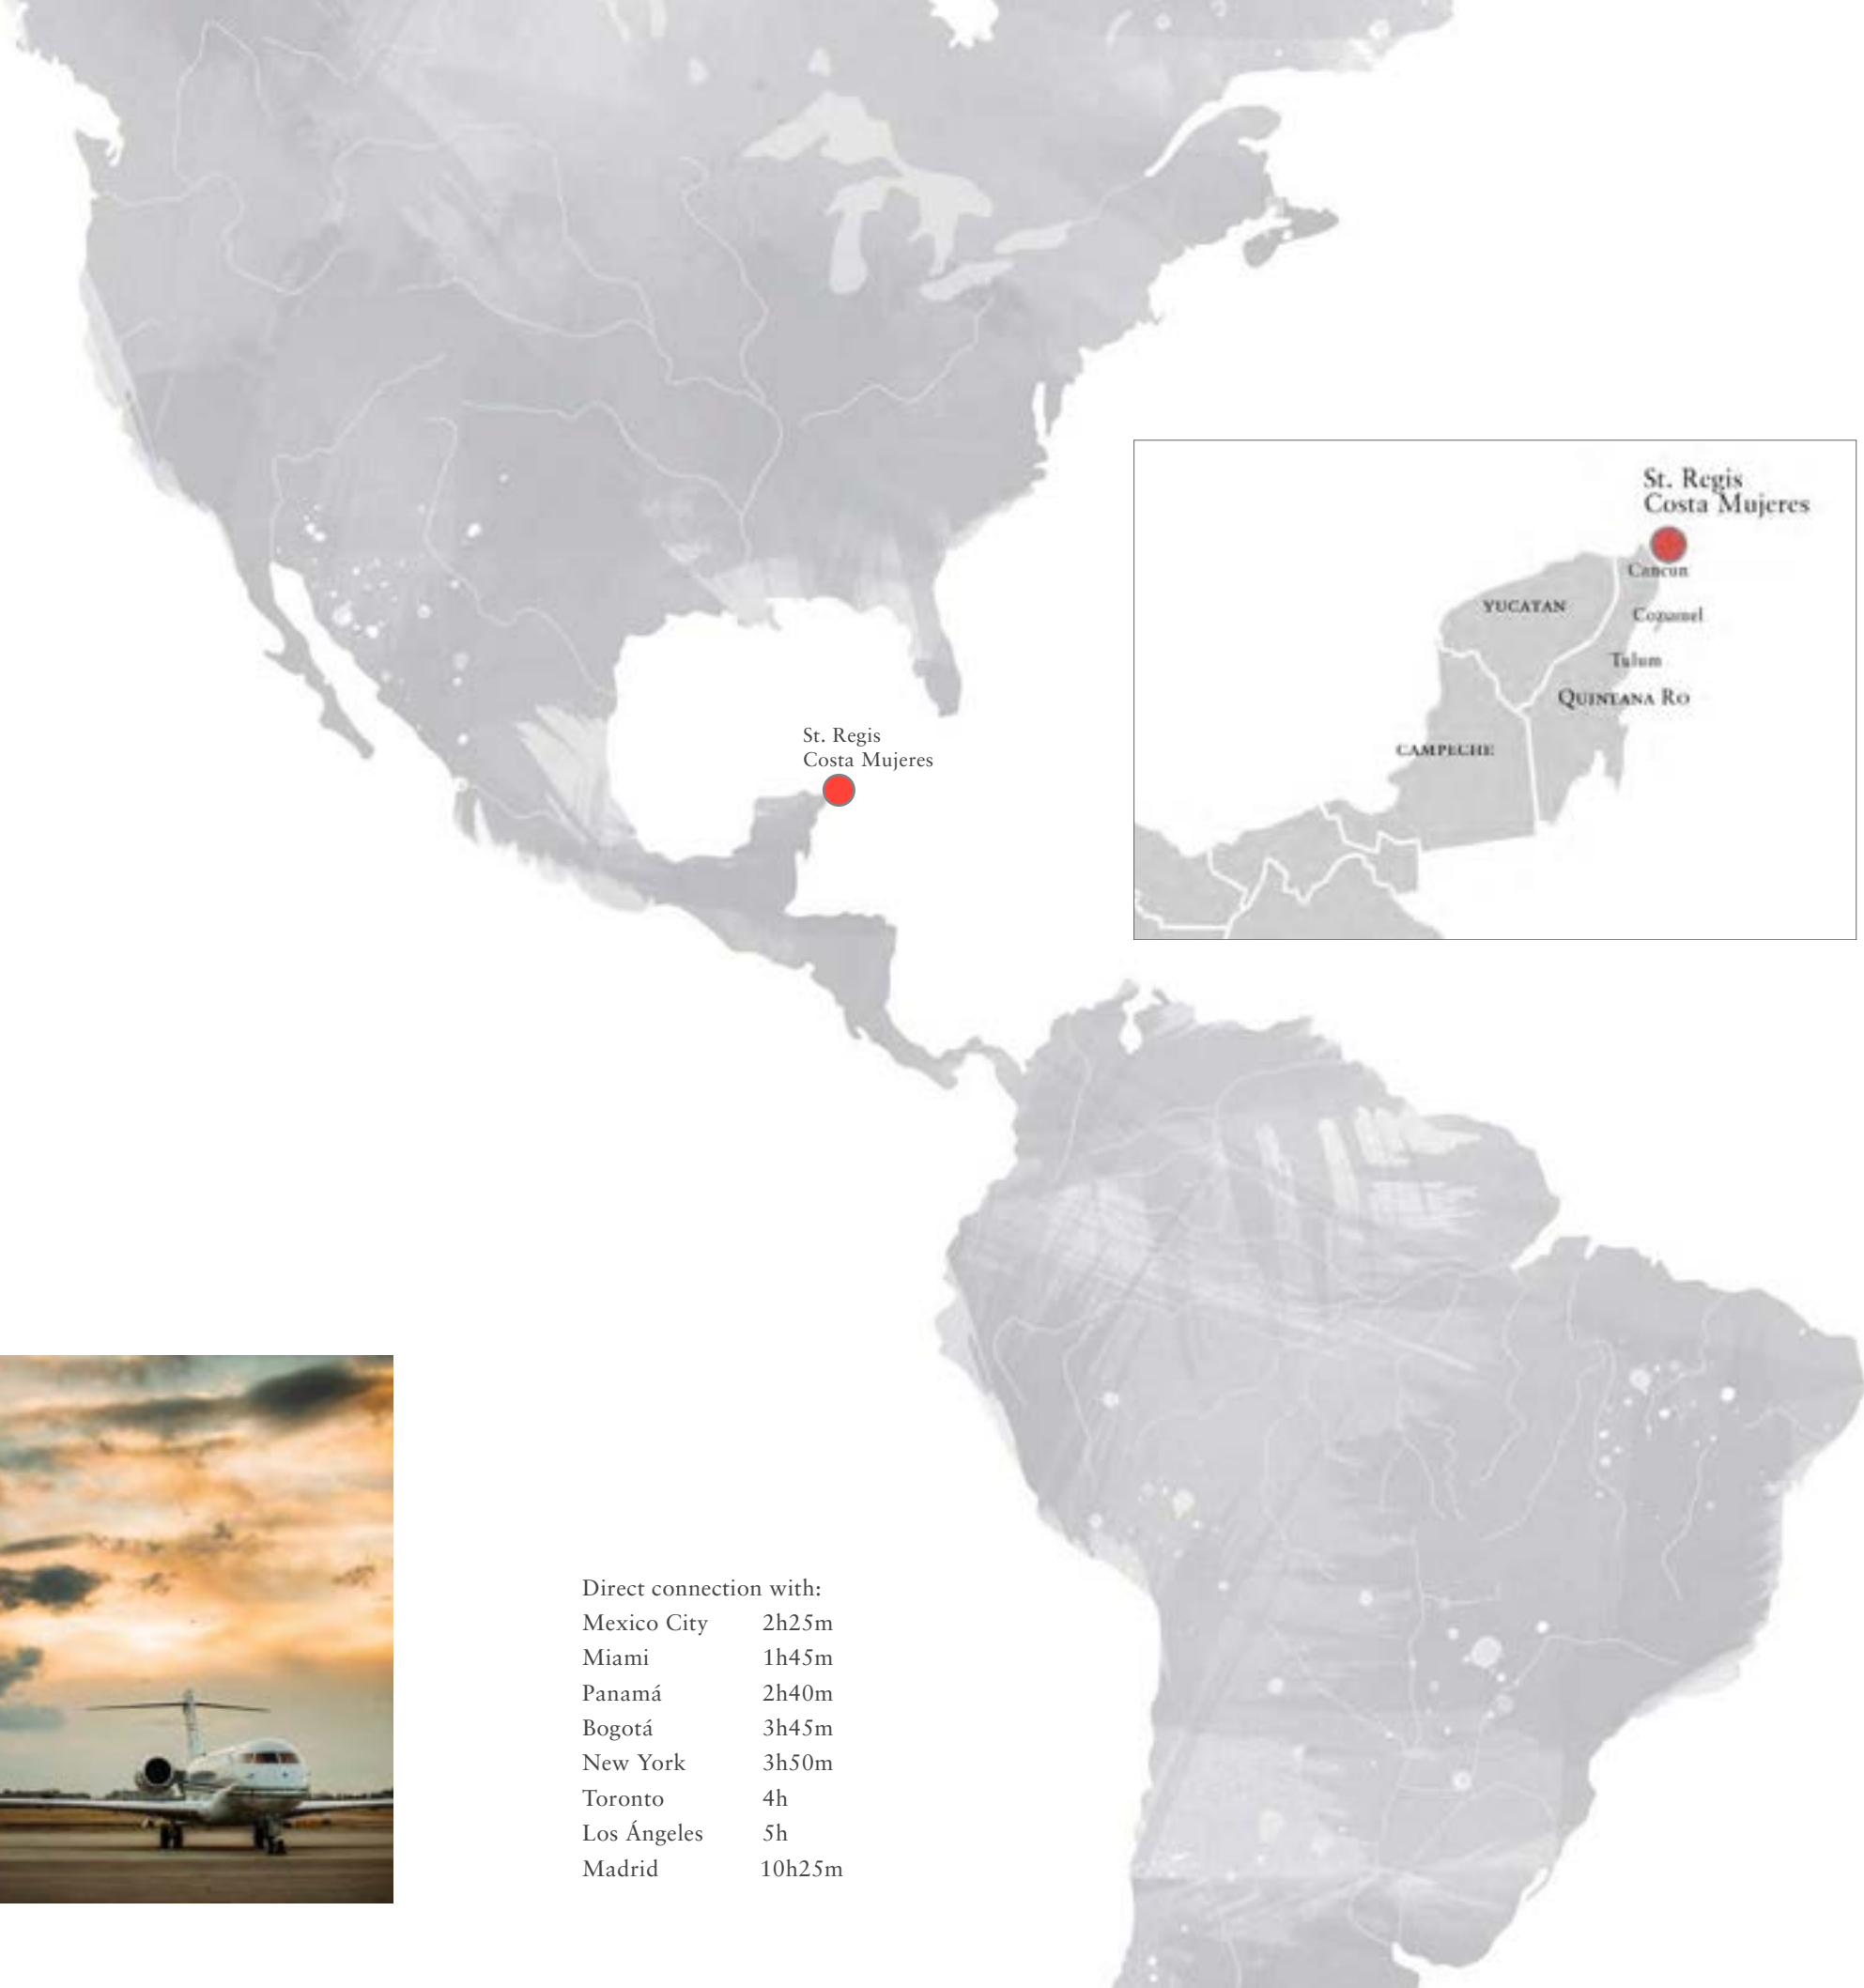 St. Regis
Costa Mujeres
Cancun
YUCATAN
Cozumel
Tulum
QUINTANA RO
CAMPECHE
St. Regis
Costa Mujeres
Direct connection with:
Mexico City 2h25m
Miami 1h45m
Panamá 2h40m
Bogotá 3h45m
New York 3h50m
Toronto 4h
Los Ángeles 5h
Madrid 10h25m